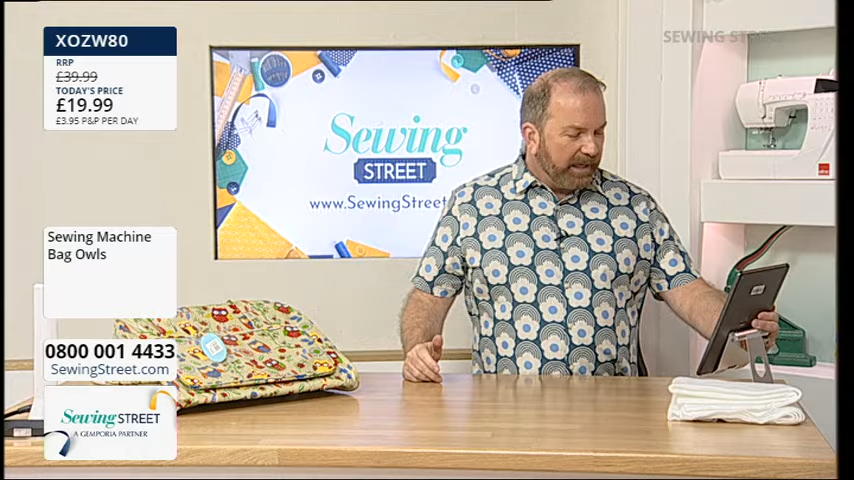 XOZW80
RRP
£39.99
TODAY'S PRICE
£19.99
£3.95 P&P PER DAY
Sewing Machine
Bag Owls
0800 001 4433
SewingStreet.com
Sewing STREET
A GEMPORIA PARTNER
Sewing
STREET
www.SewingStreet
SEWING STREET